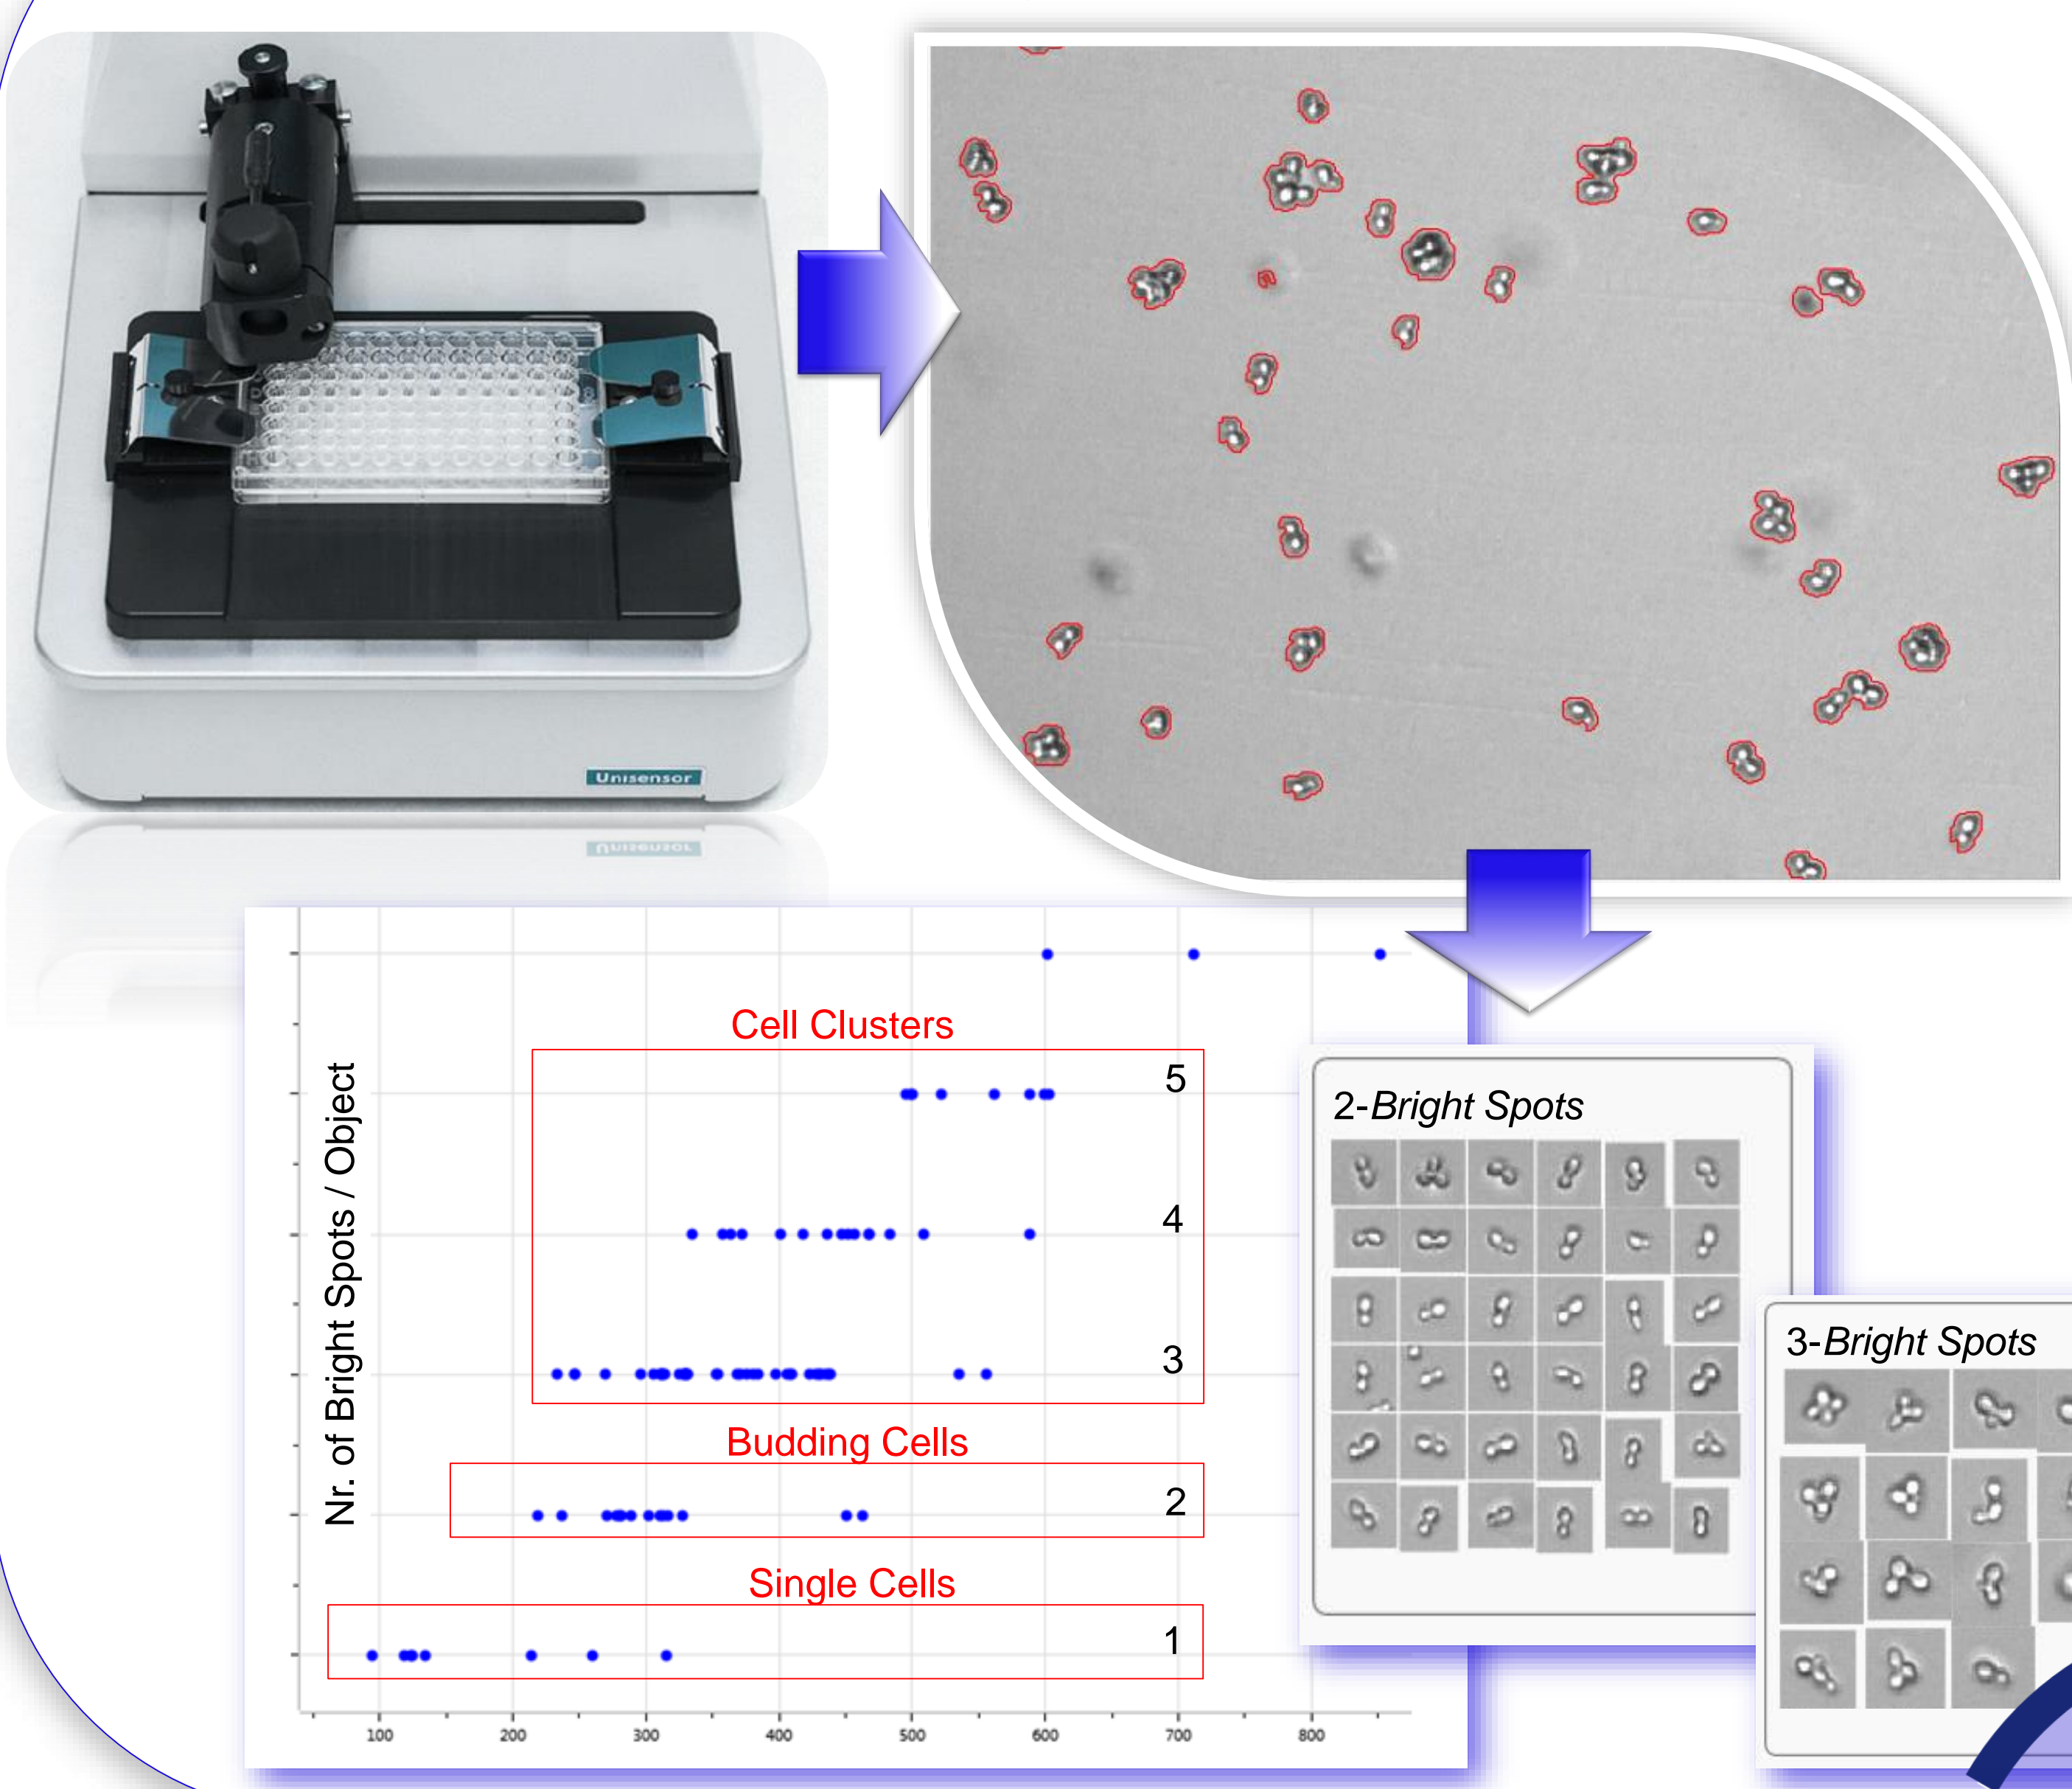 Unisensor
Cell Clusters
5
4
3
Nr. of Bright Spots / Object
Budding Cells
2
Single Cells
1
100 200 300 400 500 600 700 800
2-Bright Spots
3-Bright Spots